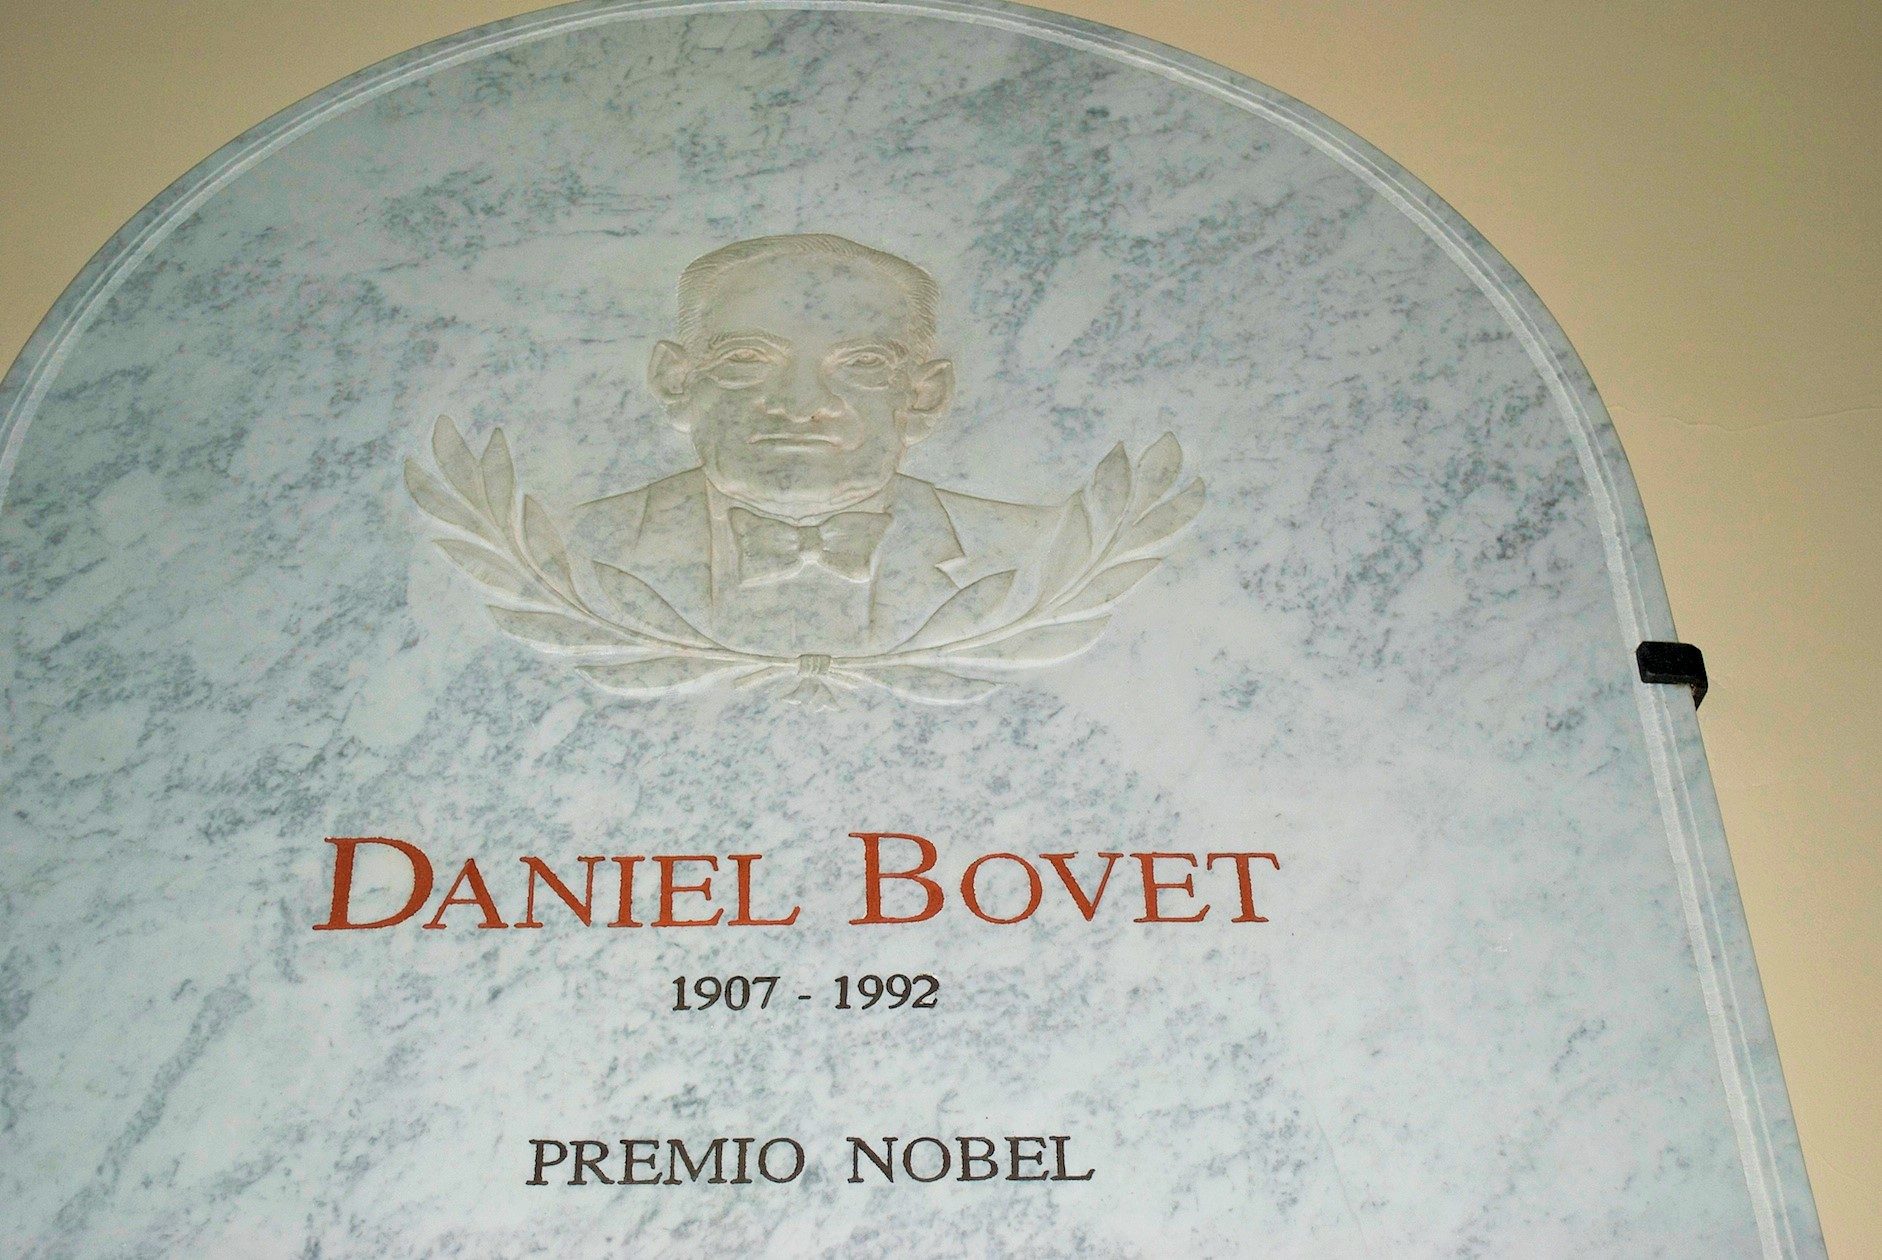 DANIEL BOVET
1907 - 1992
PREMIO NOBEL